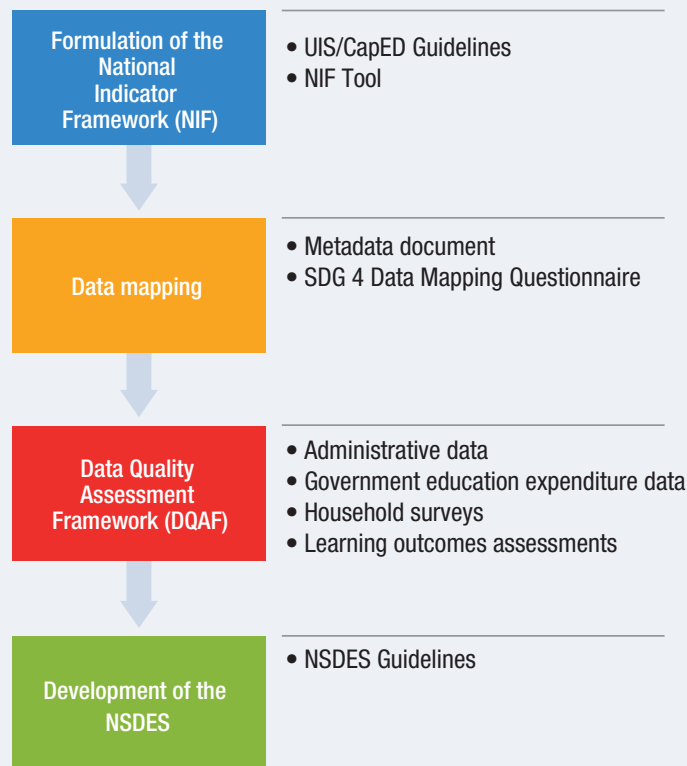 Formulation of the
National
Indicator
Framework (NIF)
• UIS/CapED Guidelines
• NIF Tool
Data mapping
• Metadata document
• SDG 4 Data Mapping Questionnaire
Data Quality
Assessment
Framework (DQAF)
• Administrative data
• Government education expenditure data
• Household surveys
• Learning outcomes assessments
Development of the
NSDES
• NSDES Guidelines